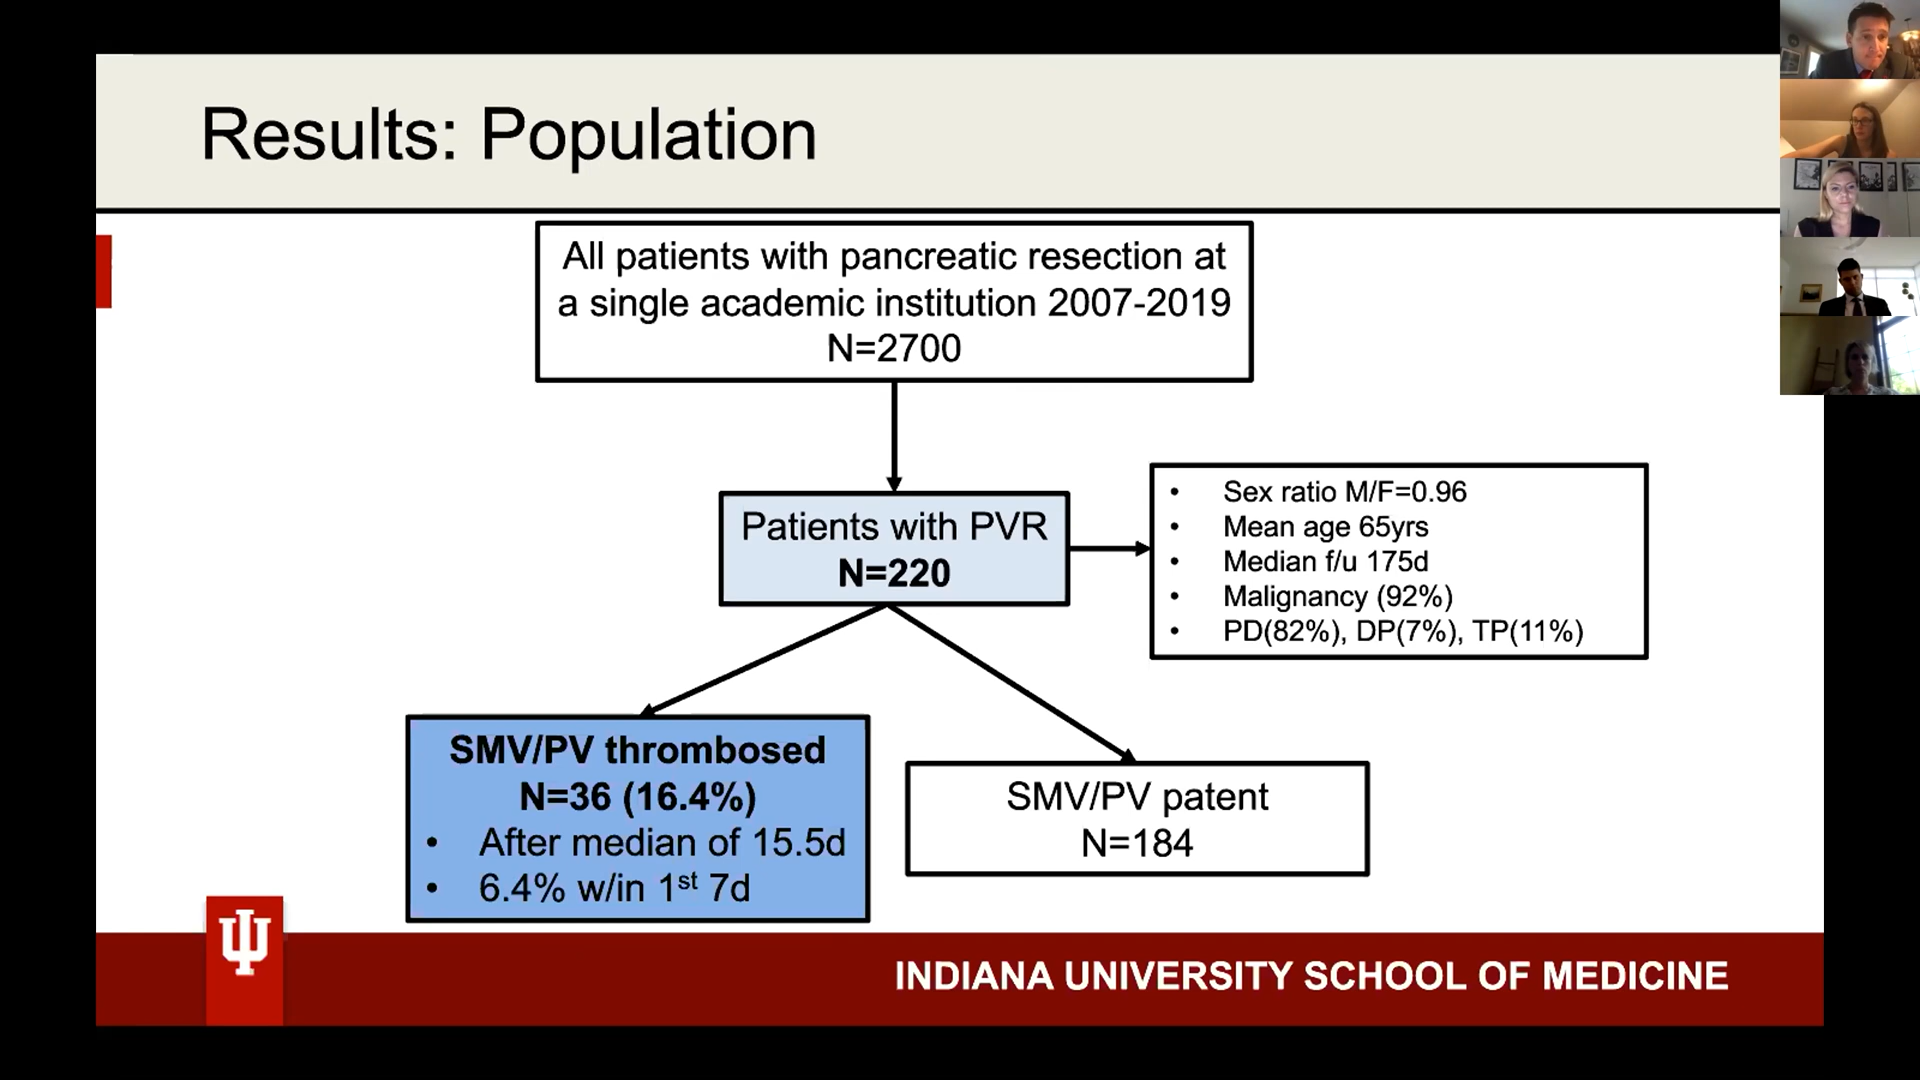 Results: Population
All patients with pancreatic resection at
a single academic institution 2007-2019
N=2700
Patients with PVR
N=220
• Sex ratio M/F=0.96
• Mean age 65yrs
• Median f/u 175d
• Malignancy (92%)
• PD(82%), DP(7%), TP(11%)
SMV/PV thrombosed
N=36 (16.4%)
• After median of 15.5d
• 6.4% w/in 1st 7d
SMV/PV patent
N=184
INDIANA UNIVERSITY SCHOOL OF MEDICINE